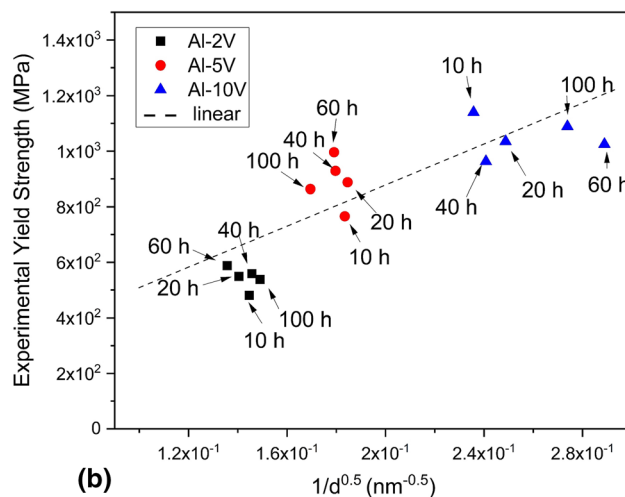 1.4x10³
1.2x10³
1x10³
8x10²
6x10²
4x10²
2x10²
0
Experimental Yield Strength (MPa)
Al-2V
Al-5V
Al-10V
linear
60 h
40 h
100 h
20 h
10 h
10 h
100 h
40 h
20 h
60 h
60 h
40 h
20 h
100 h
10 h
1.2x10⁻¹
1.6x10⁻¹
2x10⁻¹
2.4x10⁻¹
2.8x10⁻¹
(b)
1/d⁰·⁵ (nm⁻⁰·⁵)